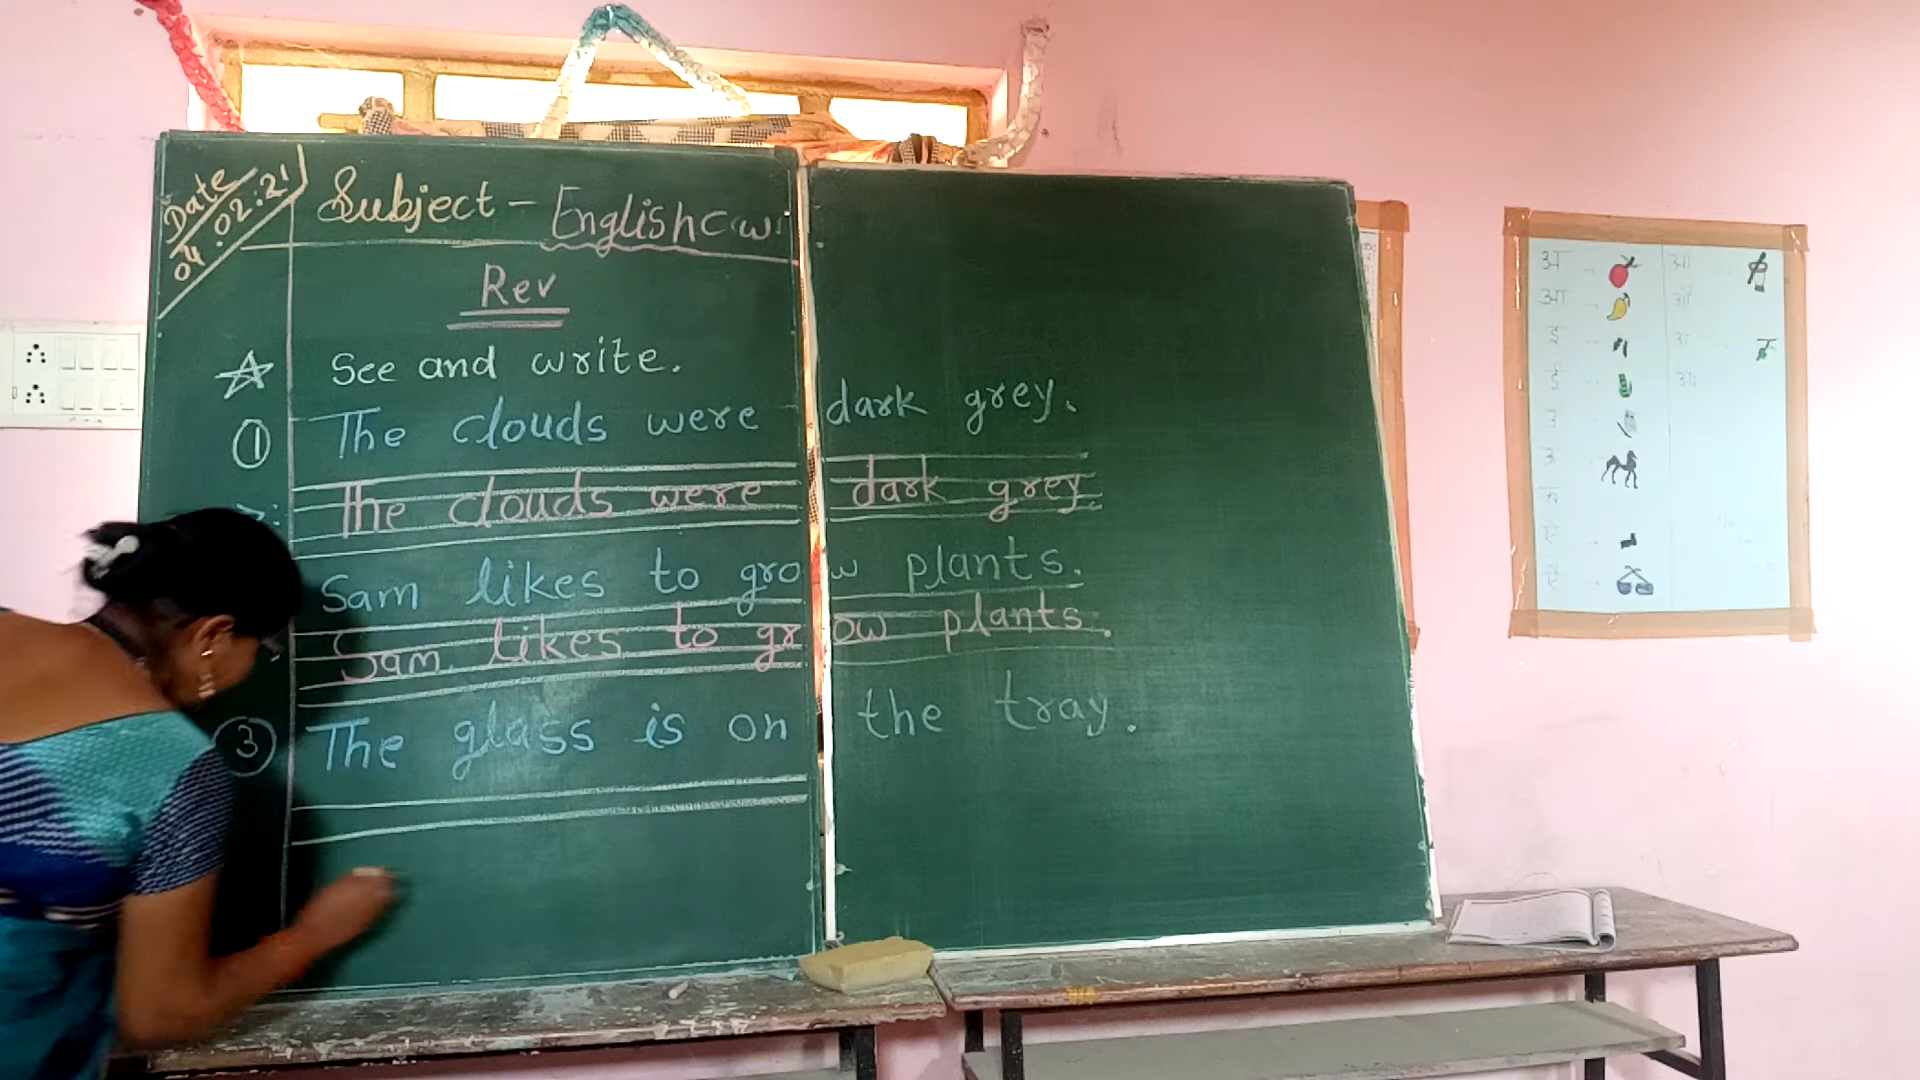 Date
04.02:21
Subject - English C.W.
Rev
See and write.
① The clouds were dark grey.
The clouds were dark grey.
Sam likes to grow plants.
Sam likes to grow plants.
③ The glass is on the tray.
अ
आ
इ
ई
उ